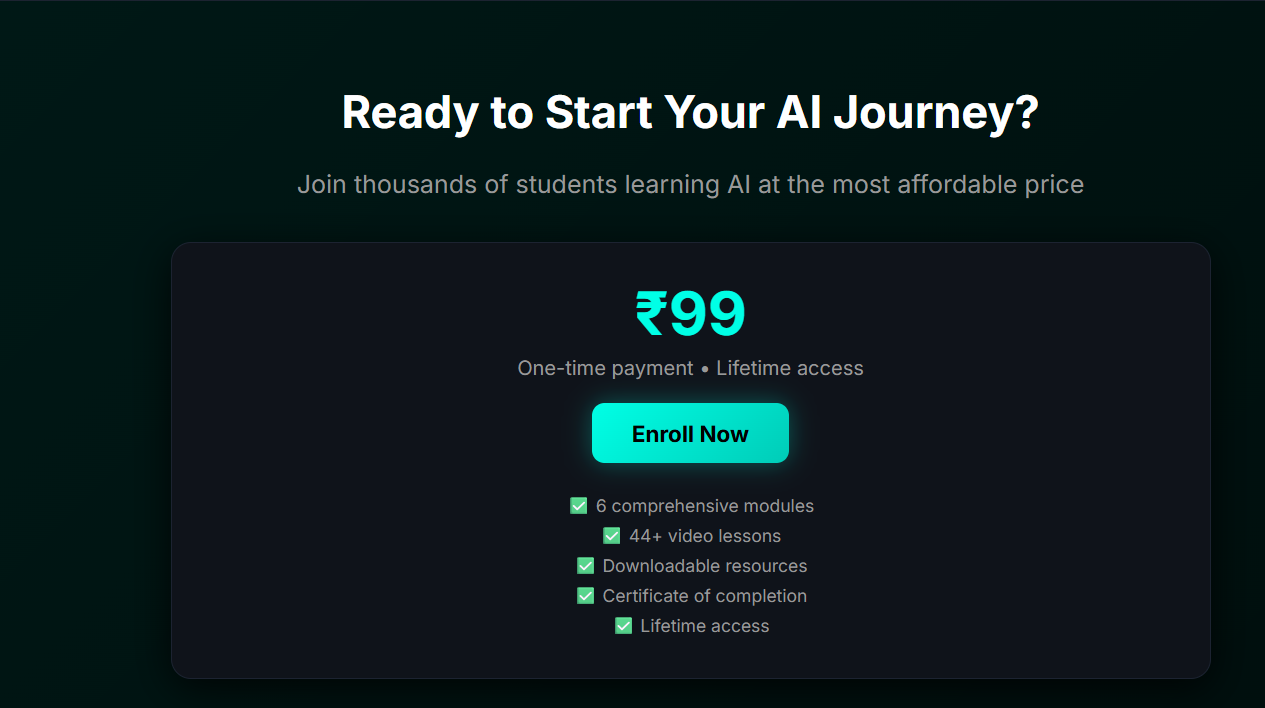 Ready to Start Your AI Journey?
Join thousands of students learning AI at the most affordable price
₹99
One-time payment • Lifetime access
Enroll Now
✅ 6 comprehensive modules
✅ 44+ video lessons
✅ Downloadable resources
✅ Certificate of completion
✅ Lifetime access